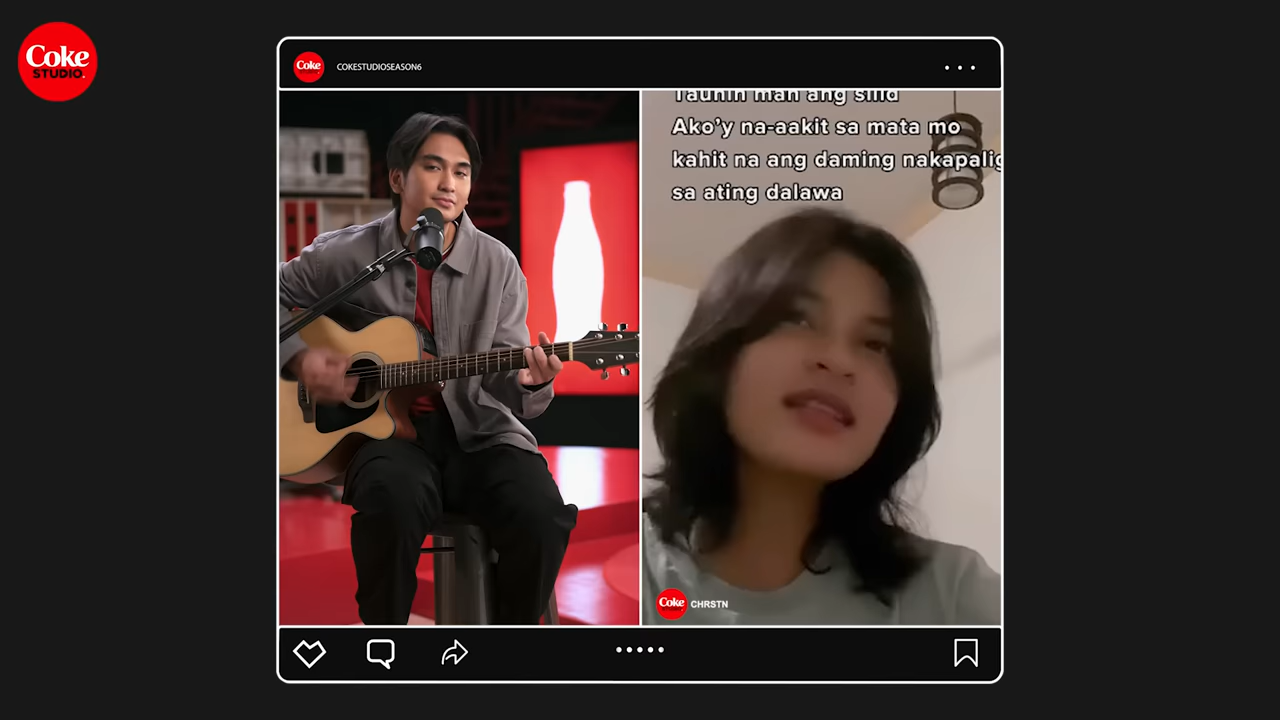 Coke
STUDIO
Coke
COKESTUDIOSEASON6
Ako'y na-aakit sa mata mo
kahit na ang daming nakapalig
sa ating dalawa
Coke
CHRSTN